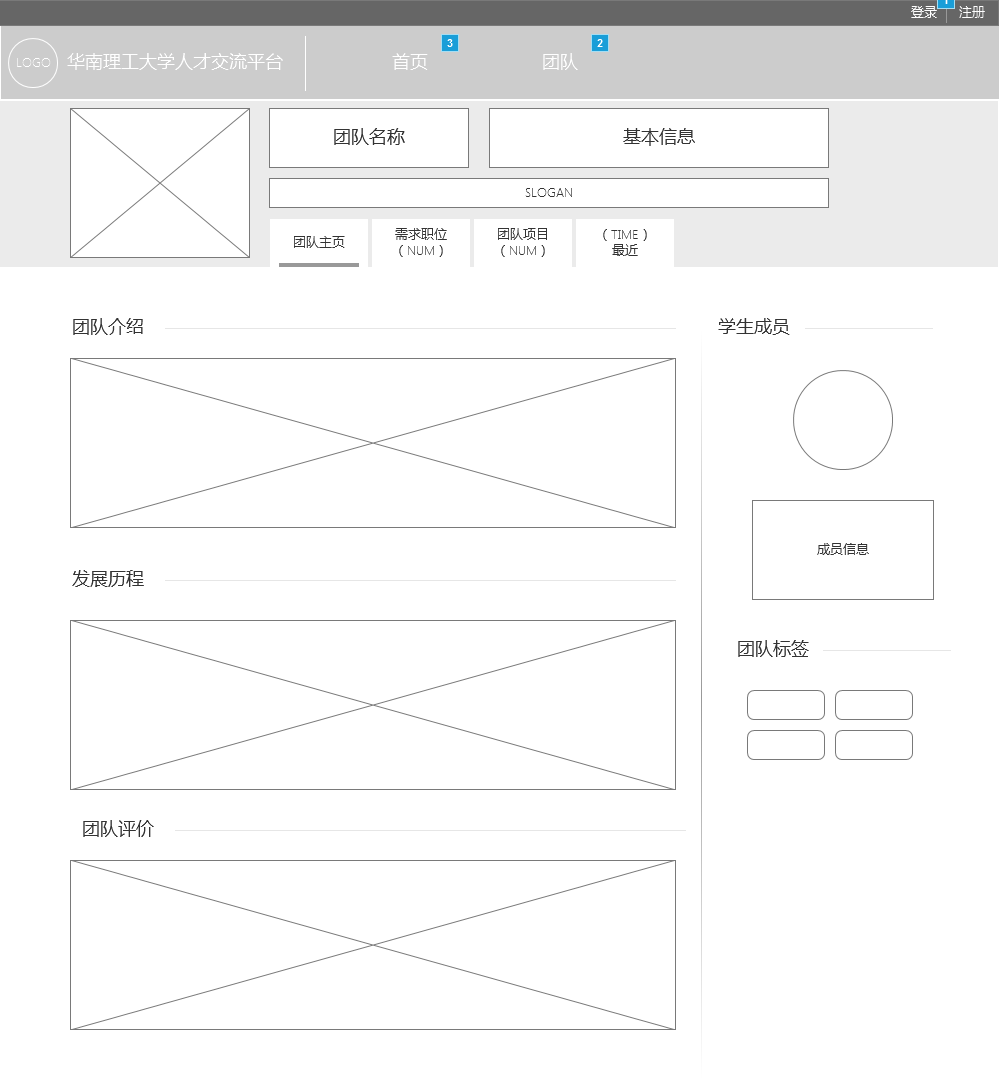 登录
1
注册
LOGO
华南理工大学人才交流平台
首页
3
团队
2
团队名称
基本信息
SLOGAN
团队主页
需求职位
（NUM）
团队项目
（NUM）
（TIME）
最近
团队介绍
学生成员
成员信息
发展历程
团队标签
团队评价